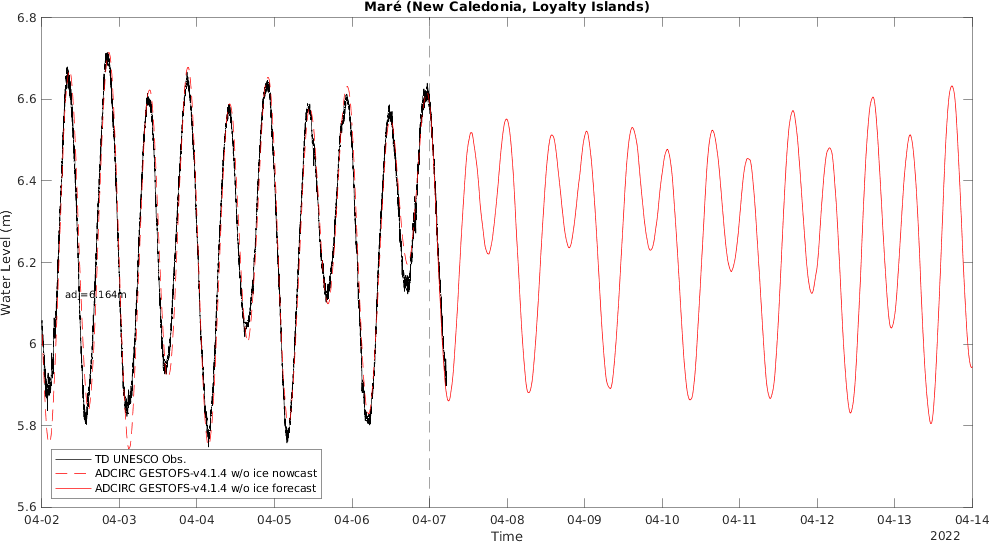 Maré (New Caledonia, Loyalty Islands)
Water Level (m)
6.8
6.6
6.4
6.2
6
5.8
5.6
adj=6.164m
TD UNESCO Obs.
ADCIRC GESTOFS-v4.1.4 w/o ice nowcast
ADCIRC GESTOFS-v4.1.4 w/o ice forecast
04-02 04-03 04-04 04-05 04-06 04-07 04-08 04-09 04-10 04-11 04-12 04-13 04-14
Time
2022